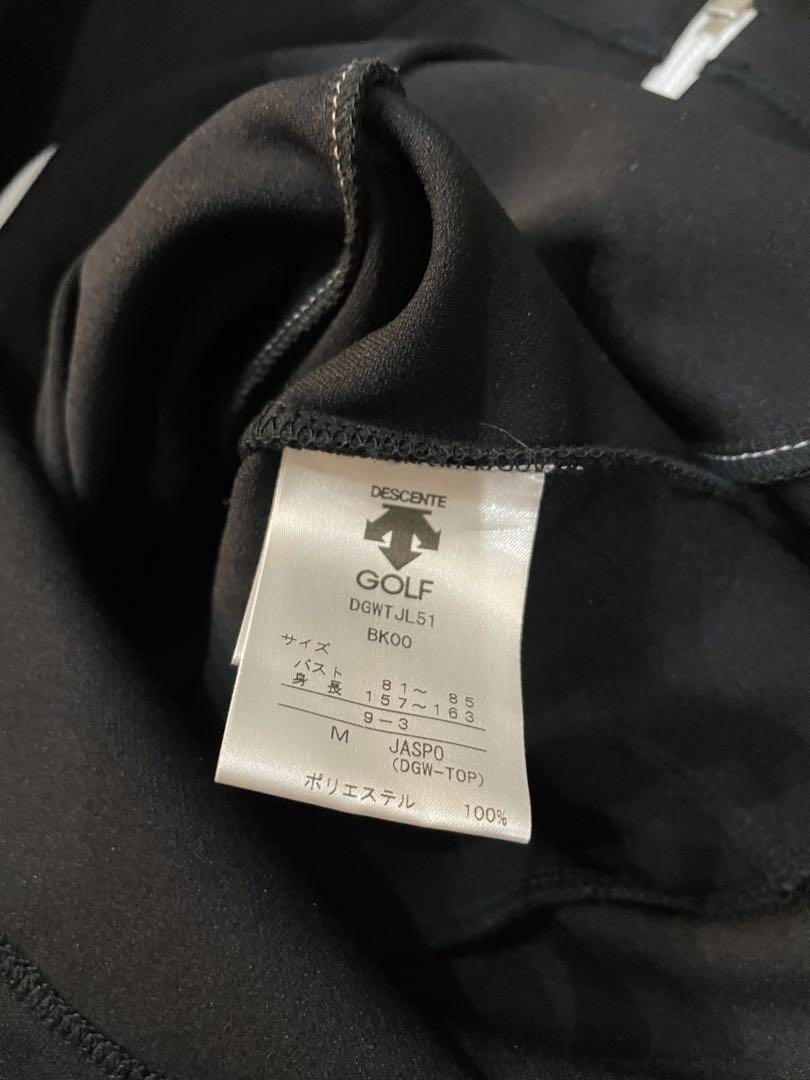 DESCENTE
GOLF
DGWTJL51
BK00
サイズ
バスト 81～ 85
身長 157～163
9-3
M JASPO
(DGW-TOP)
ポリエステル 100%